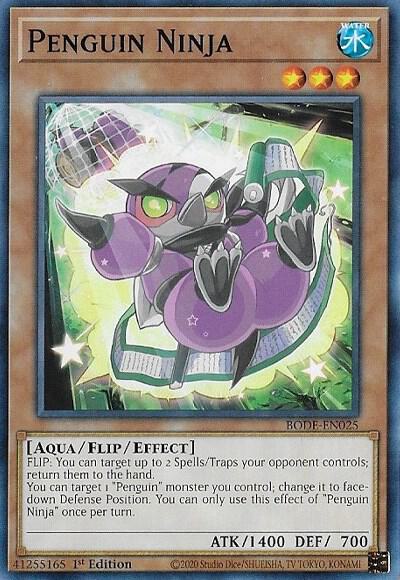 PENGUIN NINJA
WATER
水
BODE-EN025
[AQUA/FLIP/EFFECT]
FLIP: You can target up to 2 Spells/Traps your opponent controls;
return them to the hand.
You can target 1 "Penguin" monster you control; change it to face-
down Defense Position. You can only use this effect of "Penguin
Ninja" once per turn.
ATK/1400 DEF/ 700
41255165 1st Edition ©2020 Studio Dice/SHUEISHA, TV TOKYO, KONAMI